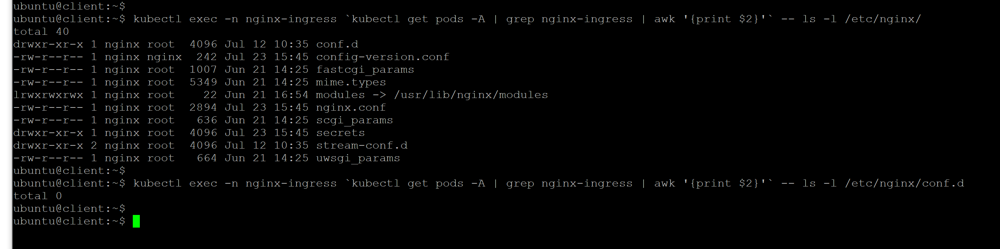 ubuntu@client:~$
ubuntu@client:~$ kubectl exec -n nginx-ingress `kubectl get pods -A | grep nginx-ingress | awk '{print $2}'` -- ls -l /etc/nginx/
total 40
drwxr-xr-x 1 nginx root  4096 Jul 12 10:35 conf.d
-rw-r--r-- 1 nginx nginx  242 Jul 23 15:45 config-version.conf
-rw-r--r-- 1 nginx root  1007 Jun 21 14:25 fastcgi_params
-rw-r--r-- 1 nginx root  5349 Jun 21 14:25 mime.types
lrwxrwxrwx 1 nginx root    22 Jun 21 16:54 modules -> /usr/lib/nginx/modules
-rw-r--r-- 1 nginx root  2894 Jul 23 15:45 nginx.conf
-rw-r--r-- 1 nginx root   636 Jun 21 14:25 scgi_params
drwxr-xr-x 1 nginx root  4096 Jul 23 15:45 secrets
drwxr-xr-x 2 nginx root  4096 Jul 12 10:35 stream-conf.d
-rw-r--r-- 1 nginx root   664 Jun 21 14:25 uwsgi_params
ubuntu@client:~$
ubuntu@client:~$ kubectl exec -n nginx-ingress `kubectl get pods -A | grep nginx-ingress | awk '{print $2}'` -- ls -l /etc/nginx/conf.d
total 0
ubuntu@client:~$
ubuntu@client:~$